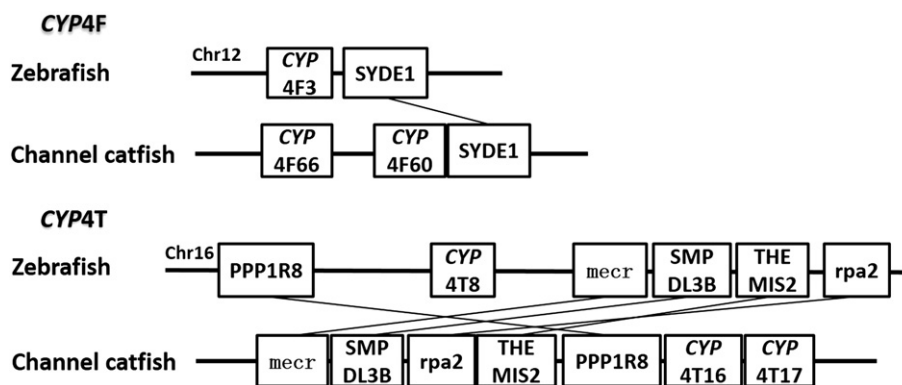 CYP4F
Zebrafish
Chr12
CYP
4F3
SYDE1
Channel catfish
CYP
4F66
CYP
4F60
SYDE1
CYP4T
Zebrafish
Chr16
PPP1R8
CYP
4T8
mecr
SMP
DL3B
THE
MIS2
rpa2
Channel catfish
mecr
SMP
DL3B
rpa2
THE
MIS2
PPP1R8
CYP
4T16
CYP
4T17